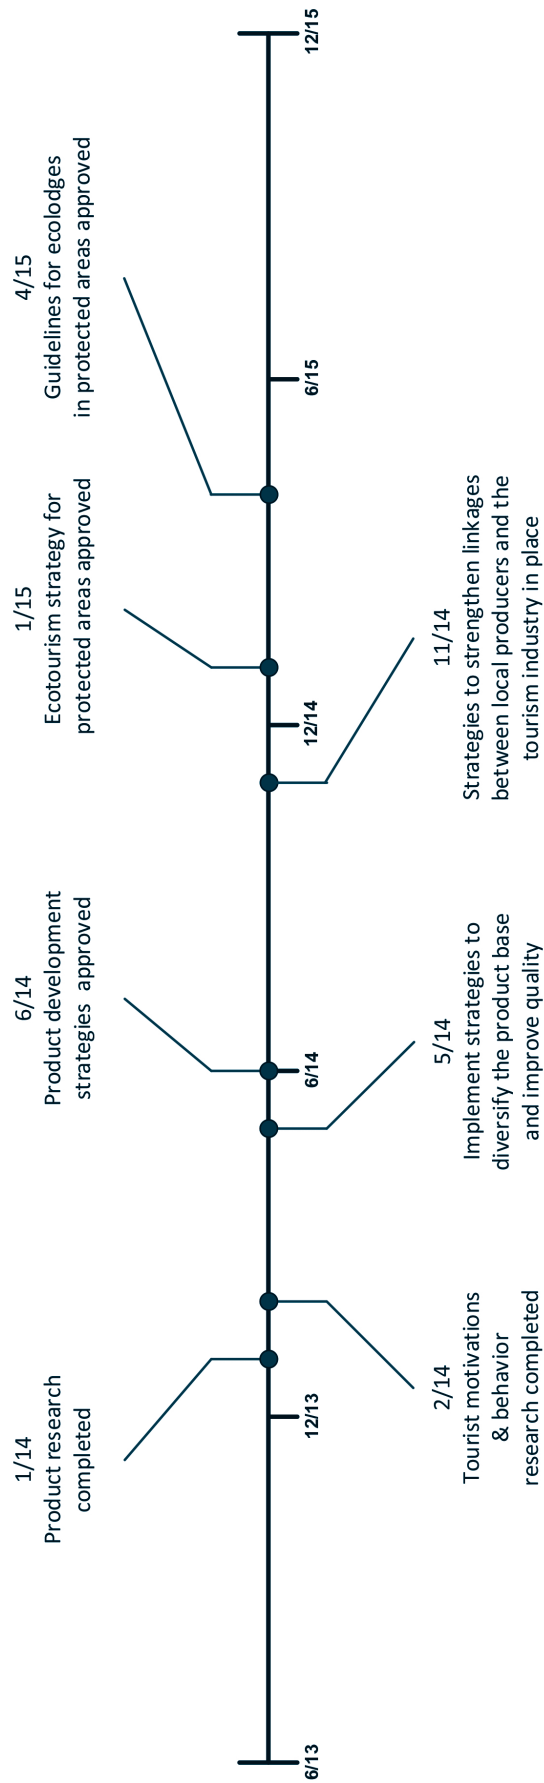 1/14
Product research
completed
6/14
Product development
strategies approved
1/15
Ecotourism strategy for
protected areas approved
4/15
Guidelines for ecolodges
in protected areas approved
6/13
12/13
6/14
12/14
6/15
12/15
2/14
Tourist motivations
& behavior
research completed
5/14
Implement strategies to
diversify the product base
and improve quality
11/14
Strategies to strengthen linkages
between local producers and the
tourism industry in place